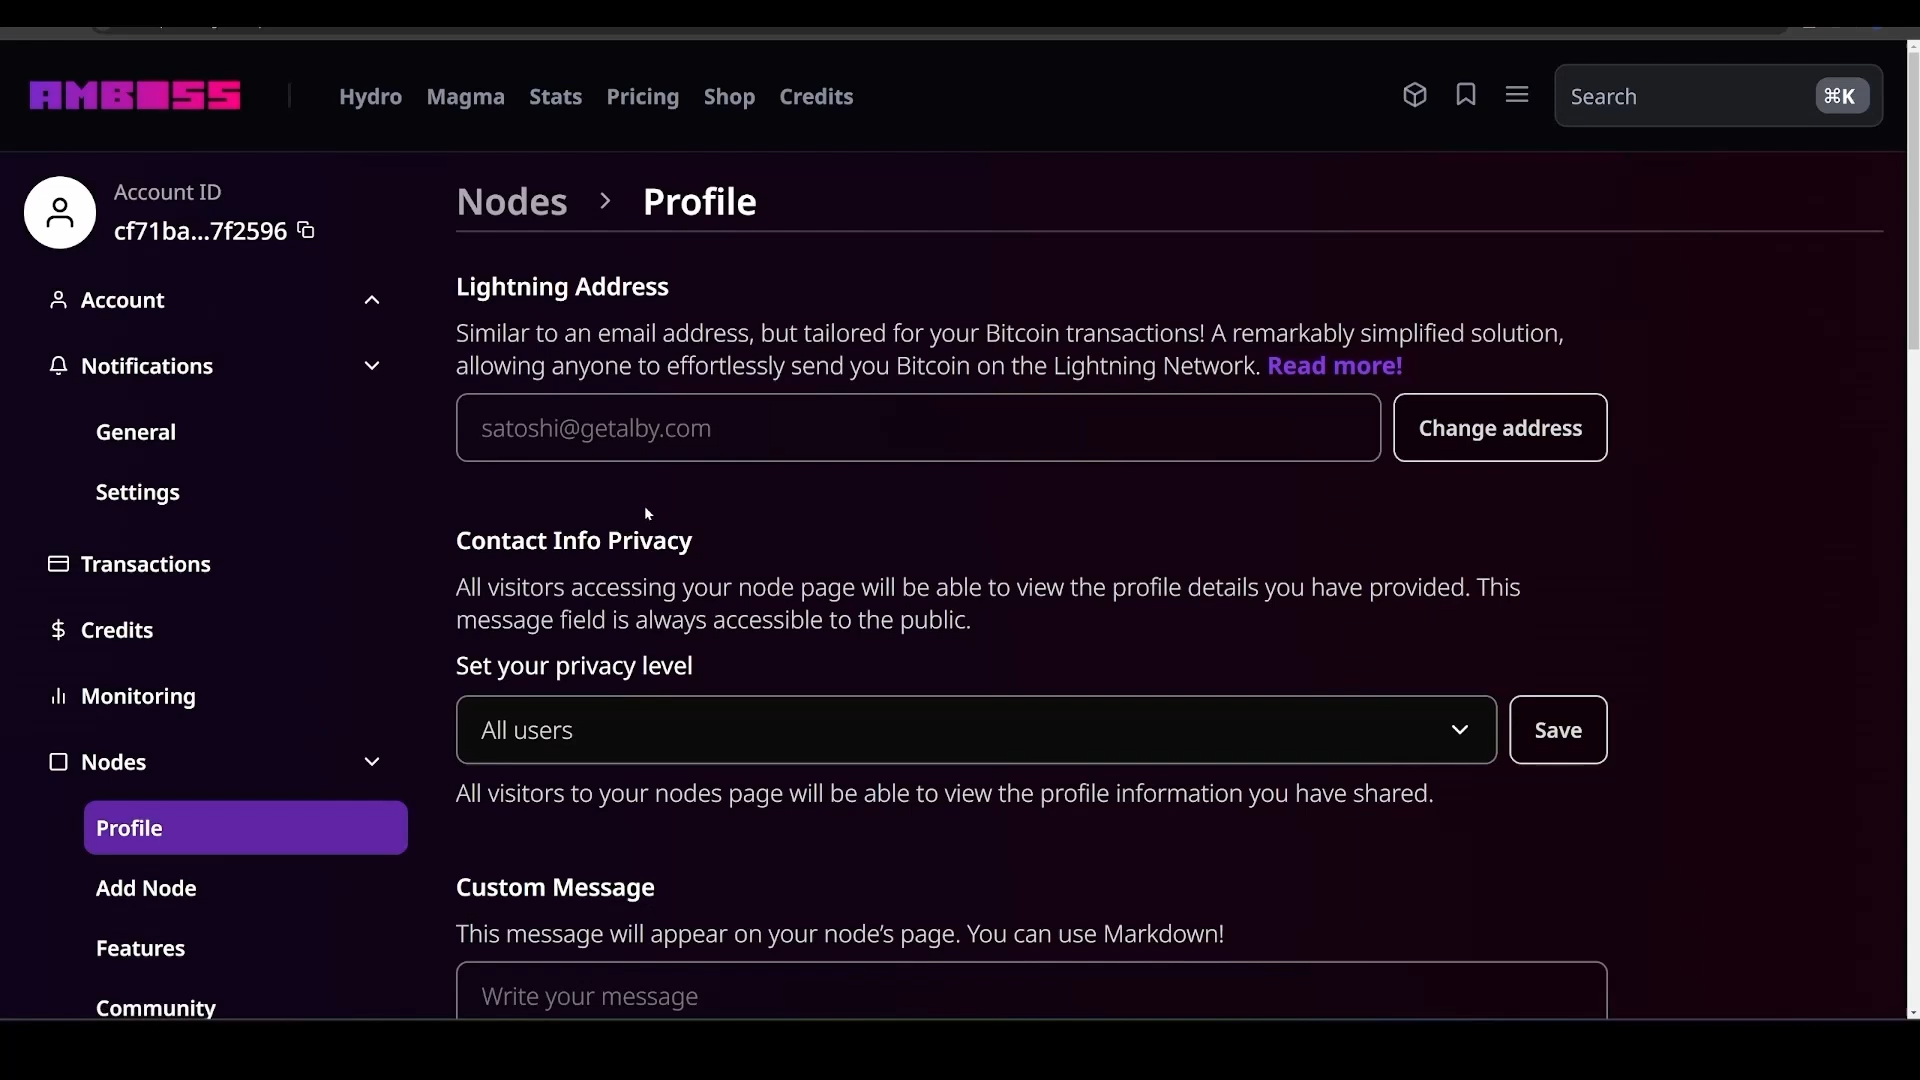 AMBOSS
Hydro Magma Stats Pricing Shop Credits
Search ⌘K
Account ID
cf71ba...7f2596
Account
Notifications
General
Settings
Transactions
Credits
Monitoring
Nodes
Profile
Add Node
Features
Community
Nodes > Profile
Lightning Address
Similar to an email address, but tailored for your Bitcoin transactions! A remarkably simplified solution,
allowing anyone to effortlessly send you Bitcoin on the Lightning Network. Read more!
satoshi@getalby.com
Change address
Contact Info Privacy
All visitors accessing your node page will be able to view the profile details you have provided. This
message field is always accessible to the public.
Set your privacy level
All users
Save
All visitors to your nodes page will be able to view the profile information you have shared.
Custom Message
This message will appear on your node's page. You can use Markdown!
Write your message